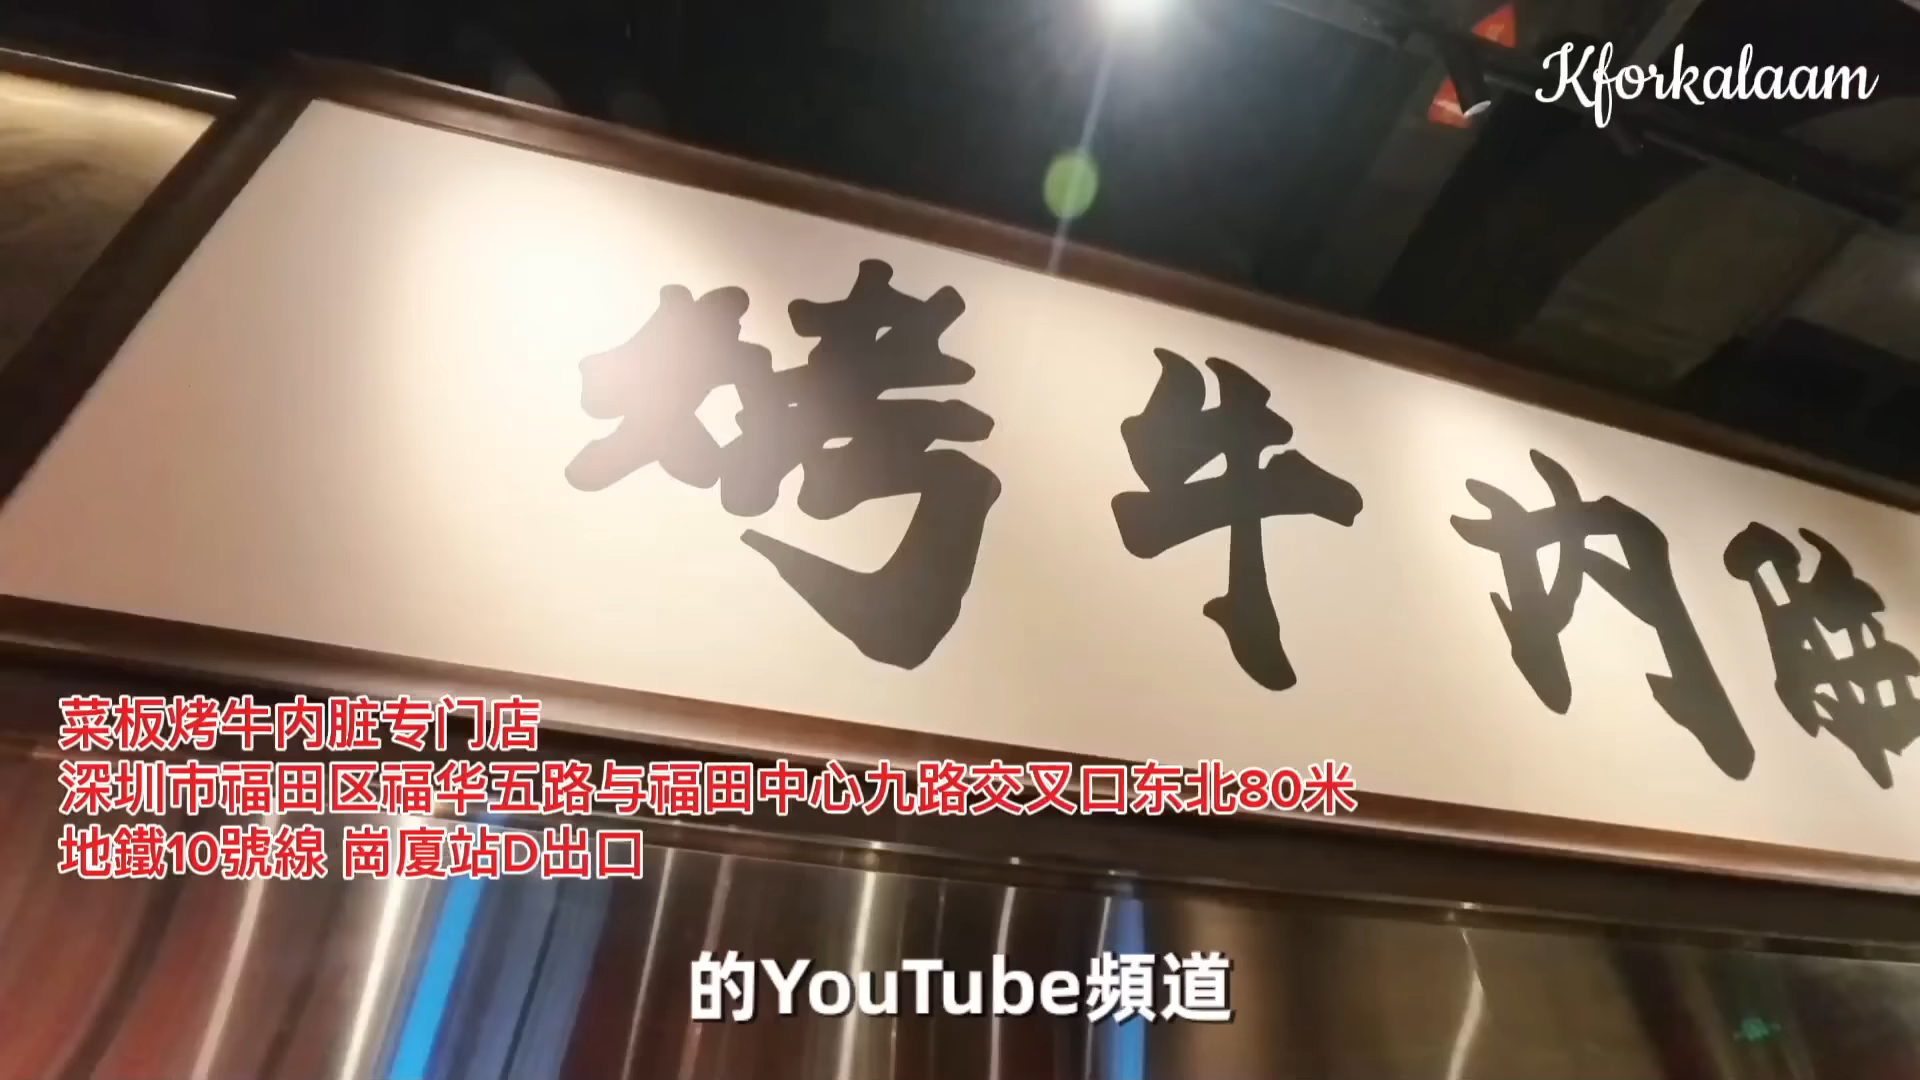 Kforkalaam
烤牛内脏
菜板烤牛内脏专门店
深圳市福田区福华五路与福田中心九路交叉口东北80米
地鐵10號線 崗廈站D出口
的YouTube頻道